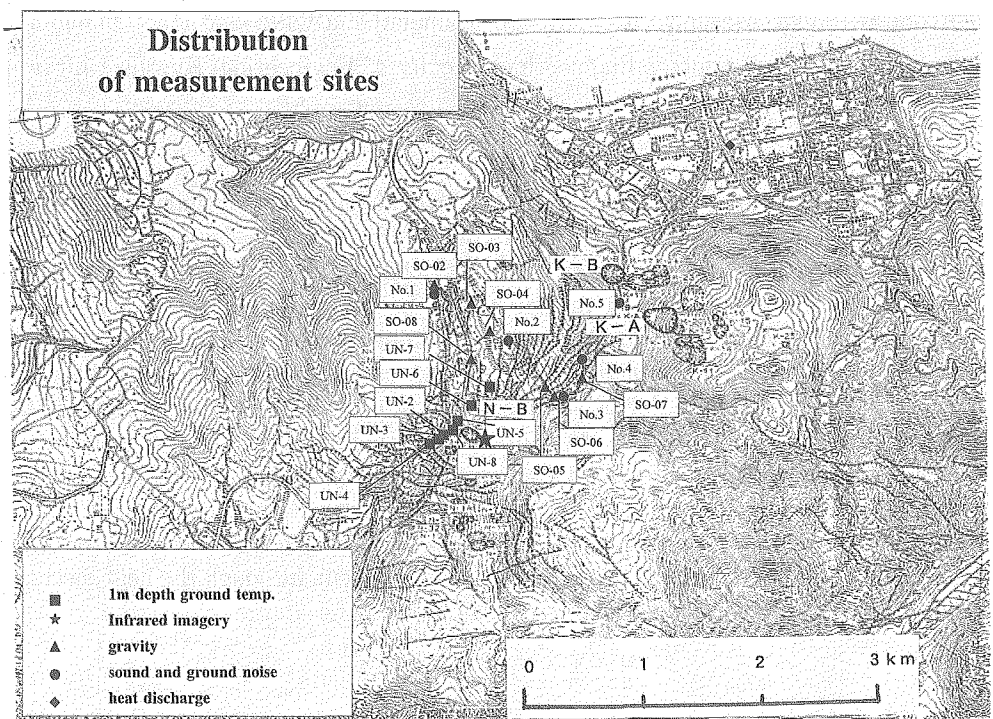 Distribution
of measurement sites
SO-03
SO-02
K-B
No.1
SO-04
No.5
SO-08
No.2
K-A
UN-7
UN-6
No.4
UN-2
N-B
SO-07
No.3
UN-3
UN-5
SO-06
UN-8
SO-05
UN-4
1m depth ground temp.
Infrared imagery
gravity
sound and ground noise
heat discharge
0 1 2 3 km